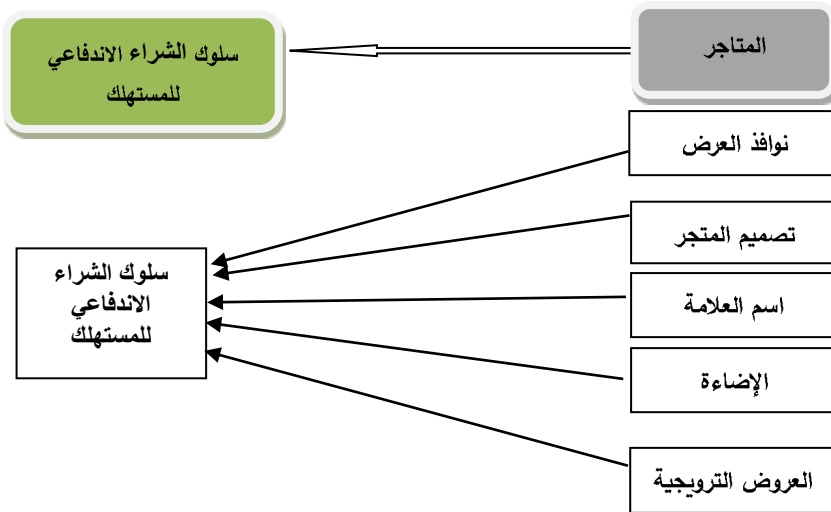 المتاجر
سلوك الشراء الاندفاعي
للمستهلك
نوافذ العرض
تصميم المتجر
اسم العلامة
الإضاءة
العروض الترويجية
سلوك الشراء
الاندفاعي
للمستهلك